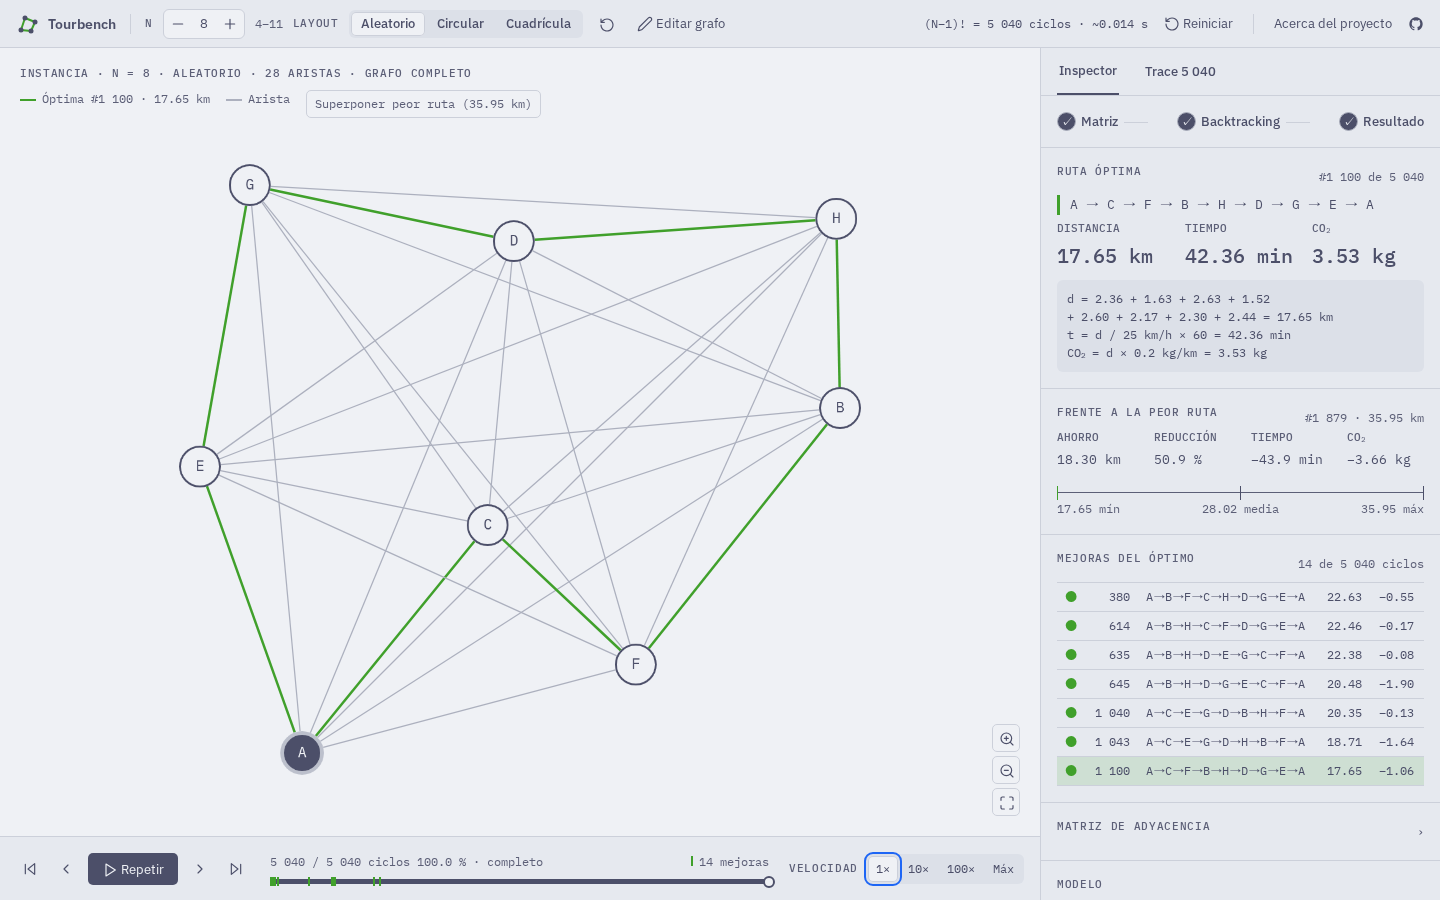 Tourbench
N
8
4–11
LAYOUT
Aleatorio
Circular
Cuadrícula
Editar grafo
(N−1)! = 5 040 ciclos · ~0.014 s
Reiniciar
Acerca del proyecto
INSTANCIA · N = 8 · ALEATORIO · 28 ARISTAS · GRAFO COMPLETO
Óptima #1 100 · 17.65 km
Arista
Superponer peor ruta (35.95 km)
G
D
H
B
E
C
F
A
5 040 / 5 040 ciclos 100.0 % · completo
14 mejoras
Repetir
VELOCIDAD
1×
10×
100×
Máx
Inspector
Trace 5 040
Matriz
Backtracking
Resultado
RUTA ÓPTIMA
#1 100 de 5 040
A → C → F → B → H → D → G → E → A
DISTANCIA
TIEMPO
CO₂
17.65 km
42.36 min
3.53 kg
d = 2.36 + 1.63 + 2.63 + 1.52
+ 2.60 + 2.17 + 2.30 + 2.44 = 17.65 km
t = d / 25 km/h × 60 = 42.36 min
CO₂ = d × 0.2 kg/km = 3.53 kg
FRENTE A LA PEOR RUTA
#1 879 · 35.95 km
AHORRO
REDUCCIÓN
TIEMPO
CO₂
18.30 km
50.9 %
−43.9 min
−3.66 kg
17.65 mín
28.02 media
35.95 máx
MEJORAS DEL ÓPTIMO
14 de 5 040 ciclos
380 A→B→F→C→H→D→G→E→A 22.63 −0.55
614 A→B→H→C→F→D→G→E→A 22.46 −0.17
635 A→B→H→D→E→G→C→F→A 22.38 −0.08
645 A→B→H→D→G→E→C→F→A 20.48 −1.90
1 040 A→C→E→G→D→B→H→F→A 20.35 −0.13
1 043 A→C→E→G→D→H→B→F→A 18.71 −1.64
1 100 A→C→F→B→H→D→G→E→A 17.65 −1.06
MATRIZ DE ADYACENCIA
MODELO